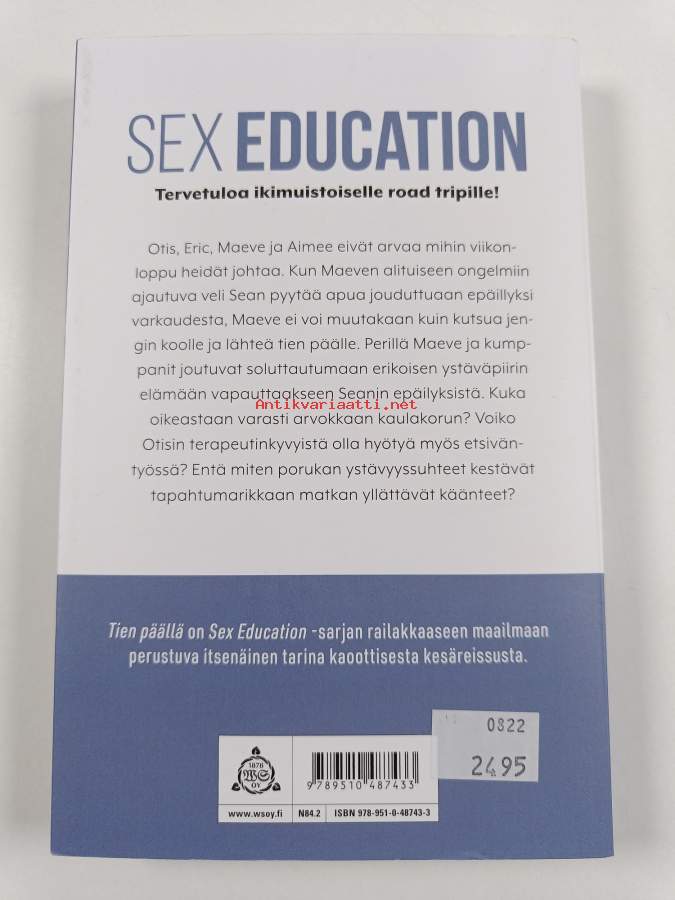 SEX EDUCATION
Tervetuloa ikimuistoiselle road tripille!
Otis, Eric, Maeve ja Aimee eivät arvaa mihin viikon-
loppu heidät johtaa. Kun Maeven alituiseen ongelmiin
ajautuva veli Sean pyytää apua jouduttuaan epäillyksi
varkaudesta, Maeve ei voi muutakaan kuin kutsua jen-
gin koolle ja lähteä tien päälle. Perillä Maeve ja kump-
panit joutuvat soluttautumaan erikoisen ystäväpiirin
elämään vapauttaakseen Seanin epäilyksistä. Kuka
Antikvariaatti.net
oikeastaan varasti arvokkaan kaulakorun? Voiko
Otisin terapeutinkyvyistä olla hyötyä myös etsivän-
työssä? Entä miten porukan ystävyyssuhteet kestävät
tapahtumarikkaan matkan yllättävät käänteet?
Tien päällä on Sex Education -sarjan railakkaaseen maailmaan
perustuva itsenäinen tarina kaoottisesta kesäreissusta.
0822
2495
1878
WS
OY
9789510487433
www.wsoy.fi N84.2 ISBN 978-951-0-48743-3